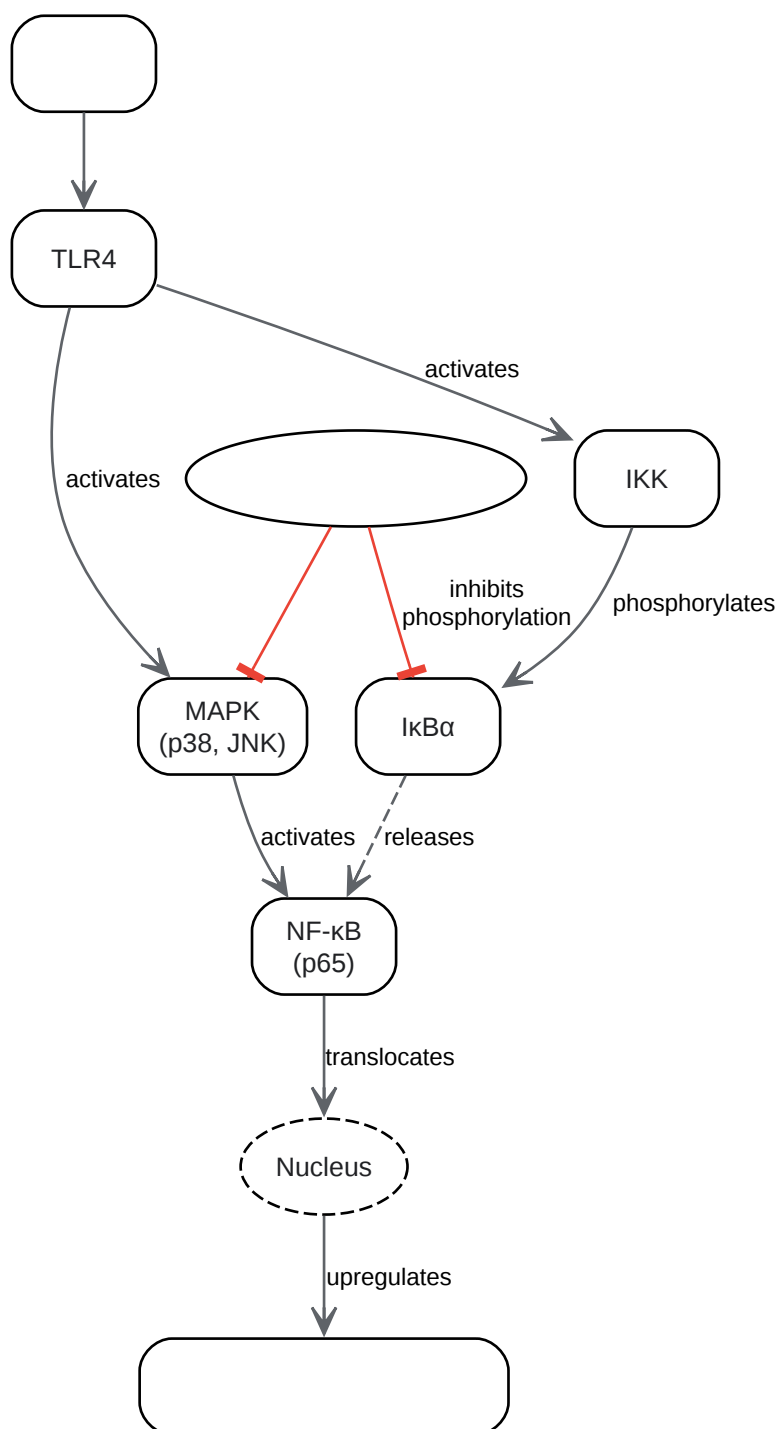 TLR4
activates
activates
IKK
inhibits
phosphorylation
phosphorylates
MAPK
(p38, JNK)
IκBα
activates
releases
NF-κB
(p65)
translocates
Nucleus
upregulates